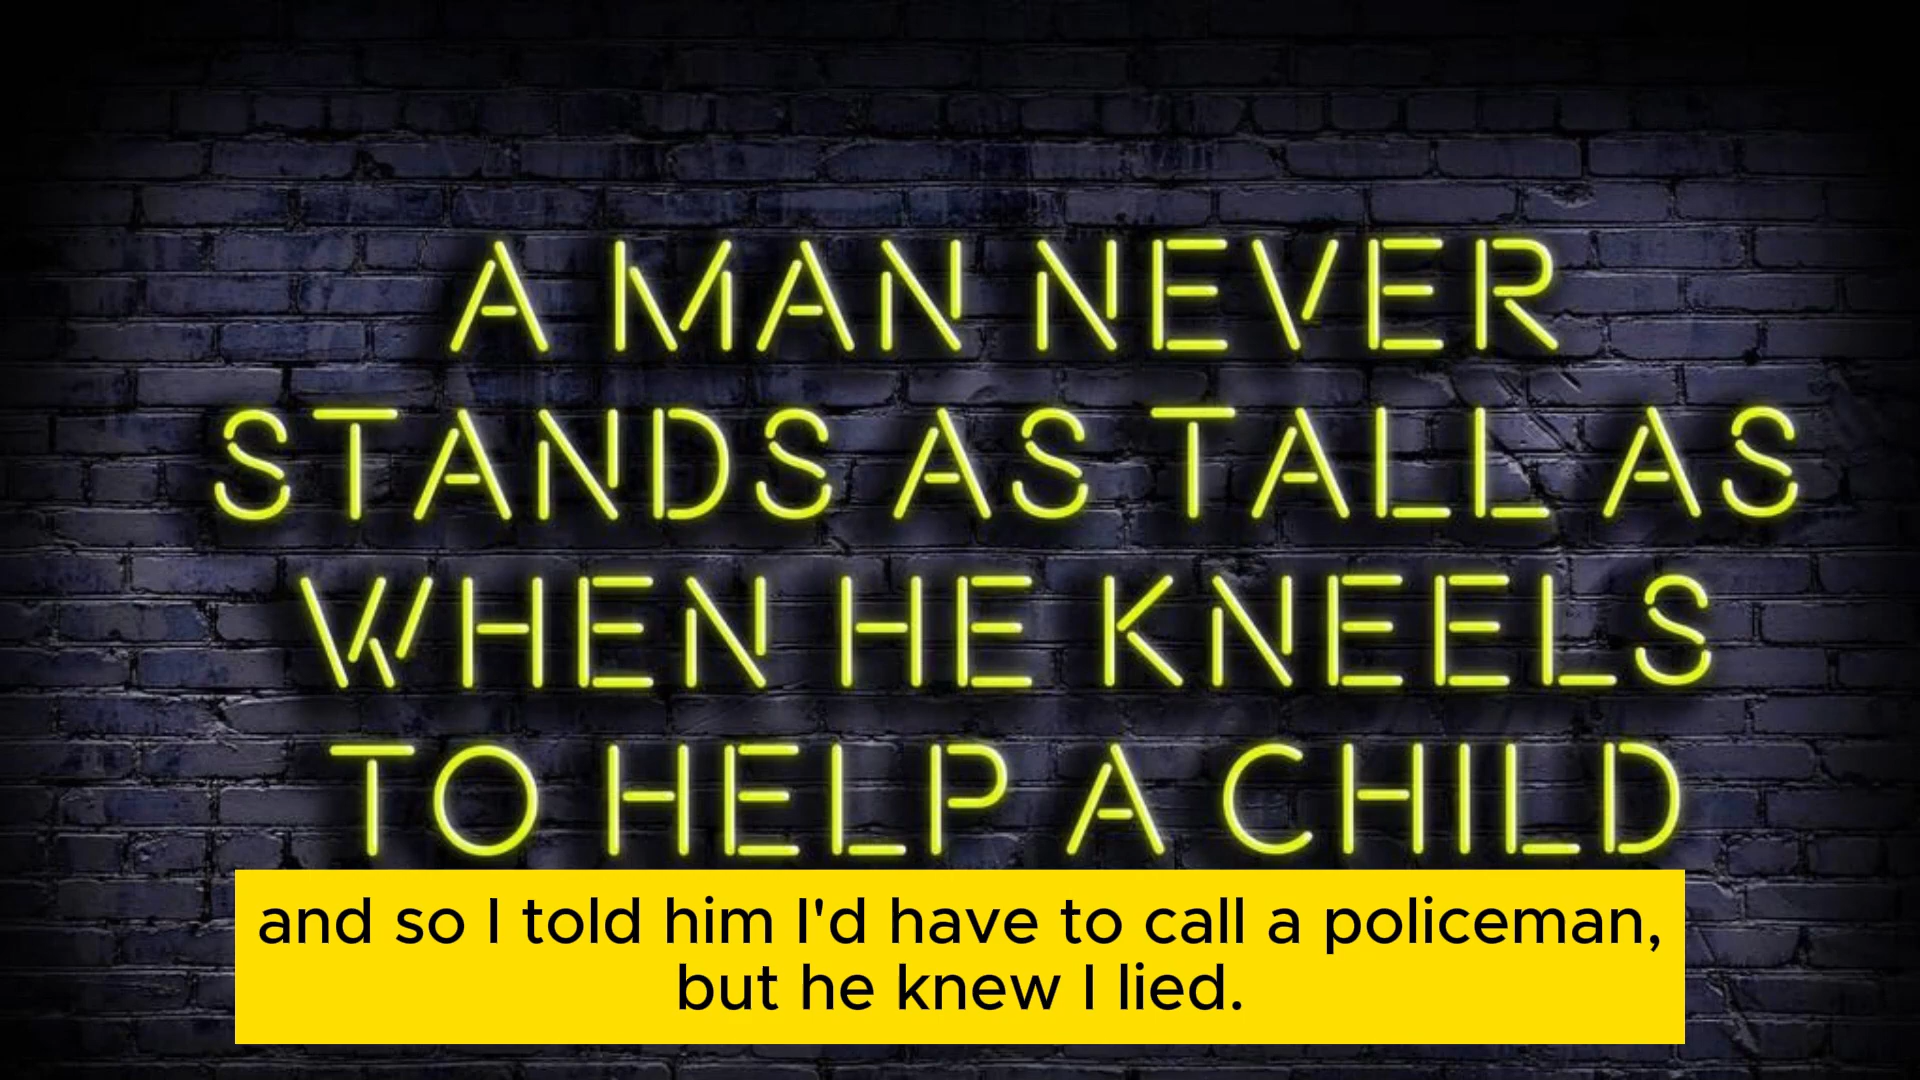 A MAN NEVER
STANDS AS TALL AS
WHEN HE KNEELS
TO HELP A CHILD
and so I told him I'd have to call a policeman,
but he knew I lied.